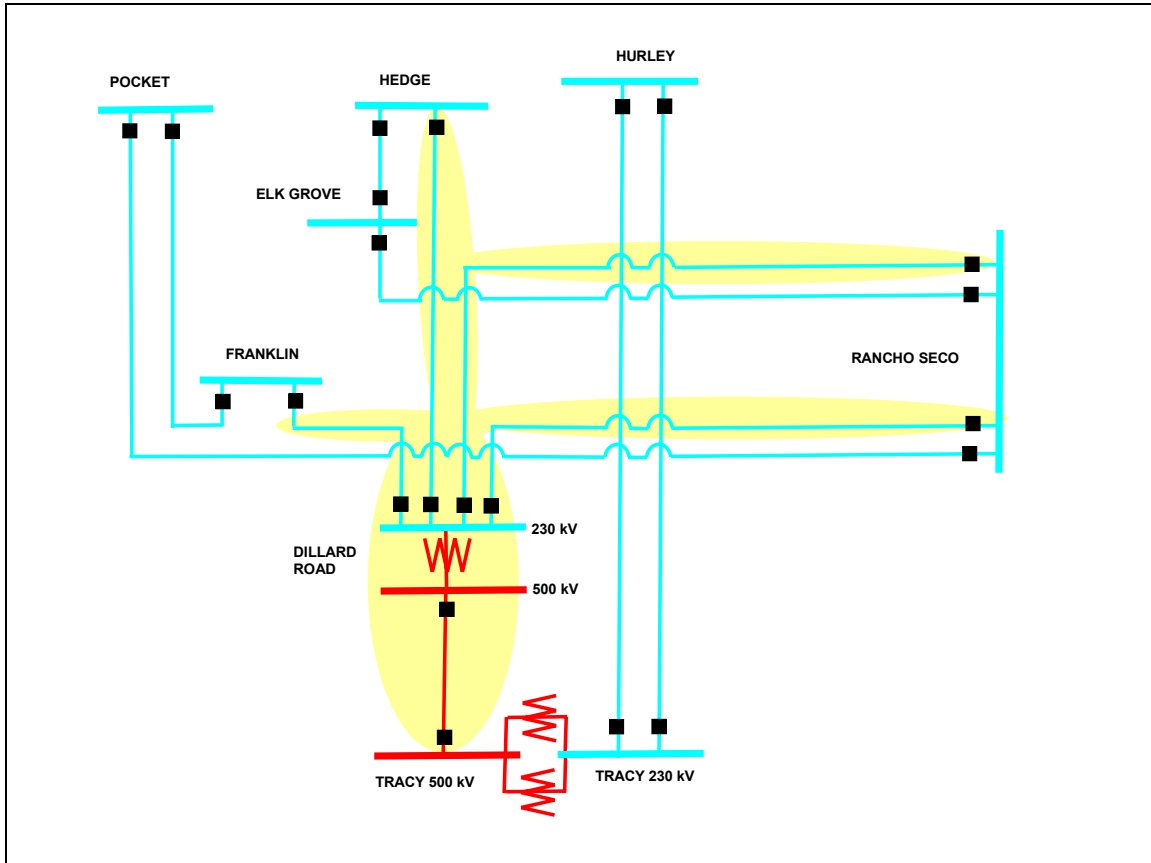 HURLEY
POCKET
HEDGE
ELK GROVE
FRANKLIN
RANCHO SECO
230 kV
DILLARD
ROAD
500 kV
TRACY 500 kV
TRACY 230 kV